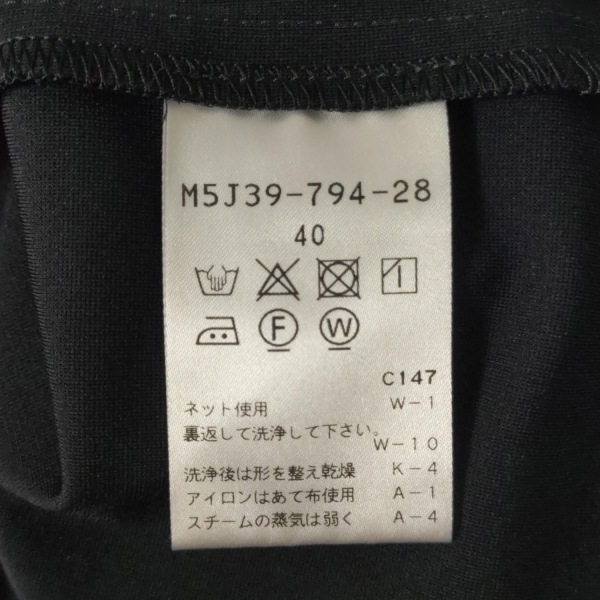 M5J39-794-28
40
F W
C147
ネット使用 W-1
裏返して洗浄して下さい。 W-10
洗浄後は形を整え乾燥 K-4
アイロンはあて布使用 A-1
スチームの蒸気は弱く A-4